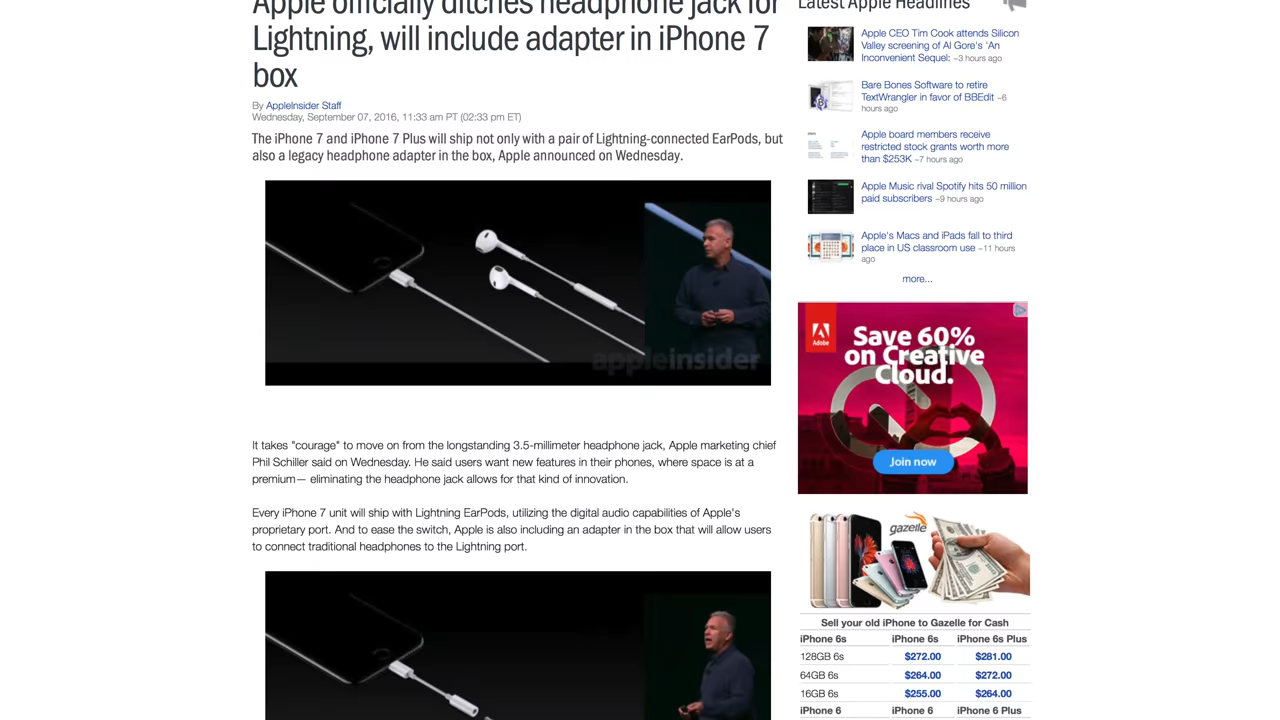 Apple officially ditches headphone jack for
Lightning, will include adapter in iPhone 7
box
By AppleInsider Staff
Wednesday, September 07, 2016, 11:33 am PT (02:33 pm ET)
The iPhone 7 and iPhone 7 Plus will ship not only with a pair of Lightning-connected EarPods, but
also a legacy headphone adapter in the box, Apple announced on Wednesday.
appleinsider
It takes "courage" to move on from the longstanding 3.5-millimeter headphone jack, Apple marketing chief
Phil Schiller said on Wednesday. He said users want new features in their phones, where space is at a
premium— eliminating the headphone jack allows for that kind of innovation.
Every iPhone 7 unit will ship with Lightning EarPods, utilizing the digital audio capabilities of Apple's
proprietary port. And to ease the switch, Apple is also including an adapter in the box that will allow users
to connect traditional headphones to the Lightning port.
Latest Apple Headlines
Apple CEO Tim Cook attends Silicon
Valley screening of Al Gore's 'An
Inconvenient Sequel: ~3 hours ago
Bare Bones Software to retire
TextWrangler in favor of BBEdit ~6
hours ago
Apple board members receive
restricted stock grants worth more
than $253K ~7 hours ago
Apple Music rival Spotify hits 50 million
paid subscribers ~9 hours ago
Apple's Macs and iPads fall to third
place in US classroom use ~11 hours
ago
more...
Adobe
Save 60%
on Creative
Cloud.
Join now
gazelle
Sell your old iPhone to Gazelle for Cash
iPhone 6s iPhone 6s iPhone 6s Plus
128GB 6s $272.00 $281.00
64GB 6s $264.00 $272.00
16GB 6s $255.00 $264.00
iPhone 6 iPhone 6 iPhone 6 Plus